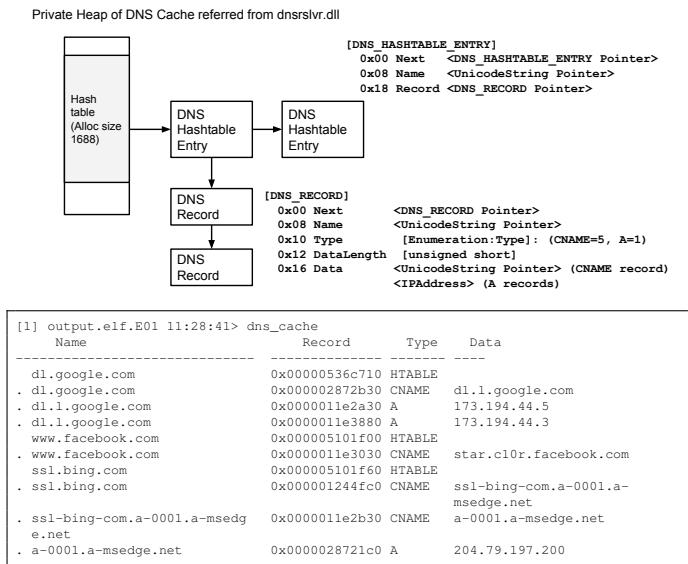 Private Heap of DNS Cache referred from dnsrslvr.dll
Hash
table
(Alloc size
1688)
DNS
Hashtable
Entry
DNS
Hashtable
Entry
DNS
Record
DNS
Record
[DNS_HASHTABLE_ENTRY]
0x00 Next <DNS_HASHTABLE_ENTRY Pointer>
0x08 Name <UnicodeString Pointer>
0x18 Record <DNS_RECORD Pointer>
[DNS_RECORD]
0x00 Next <DNS_RECORD Pointer>
0x08 Name <UnicodeString Pointer>
0x10 Type [Enumeration:Type]: (CNAME=5, A=1)
0x12 DataLength [unsigned short]
0x16 Data <UnicodeString Pointer> (CNAME record)
<IPAddress> (A records)
[1] output.elf.E01 11:28:41> dns_cache
Name Record Type Data
------------------------------ -------------- ------- ----
dl.google.com 0x00000536c710 HTABLE
. dl.google.com 0x000002872b30 CNAME dl.l.google.com
. dl.l.google.com 0x0000011e2a30 A 173.194.44.5
. dl.l.google.com 0x0000011e3880 A 173.194.44.3
www.facebook.com 0x000005101f00 HTABLE
. www.facebook.com 0x0000011e3030 CNAME star.c10r.facebook.com
ssl.bing.com 0x000005101f60 HTABLE
. ssl.bing.com 0x000001244fc0 CNAME ssl-bing-com.a-0001.a-
msedge.net
. ssl-bing-com.a-0001.a-msedg 0x0000011e2b30 CNAME a-0001.a-msedge.net
e.net
. a-0001.a-msedge.net 0x0000028721c0 A 204.79.197.200